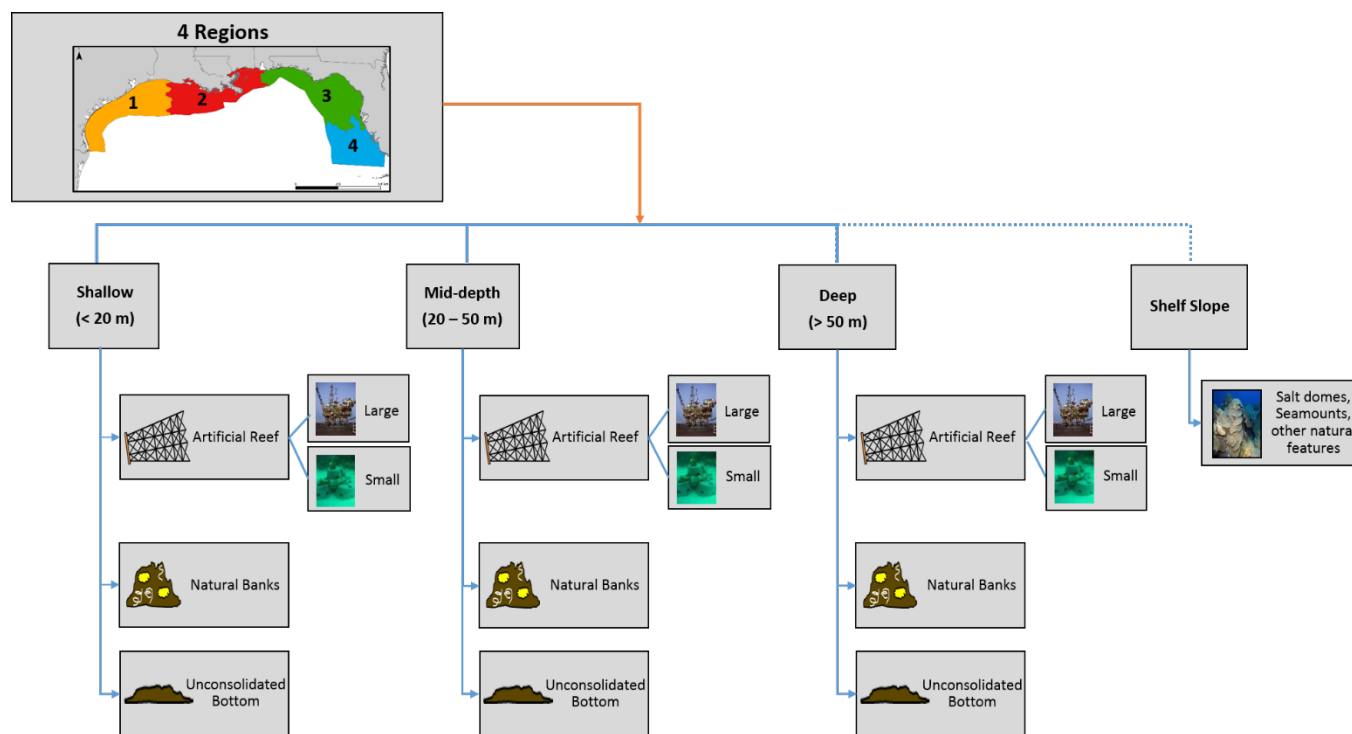 4 Regions
1
2
3
4
Shallow
(< 20 m)
Mid-depth
(20 – 50 m)
Deep
(> 50 m)
Shelf Slope
Artificial Reef
Large
Small
Natural Banks
Unconsolidated
Bottom
Artificial Reef
Large
Small
Natural Banks
Unconsolidated
Bottom
Artificial Reef
Large
Small
Natural Banks
Unconsolidated
Bottom
Salt domes,
Seamounts,
other natural
features